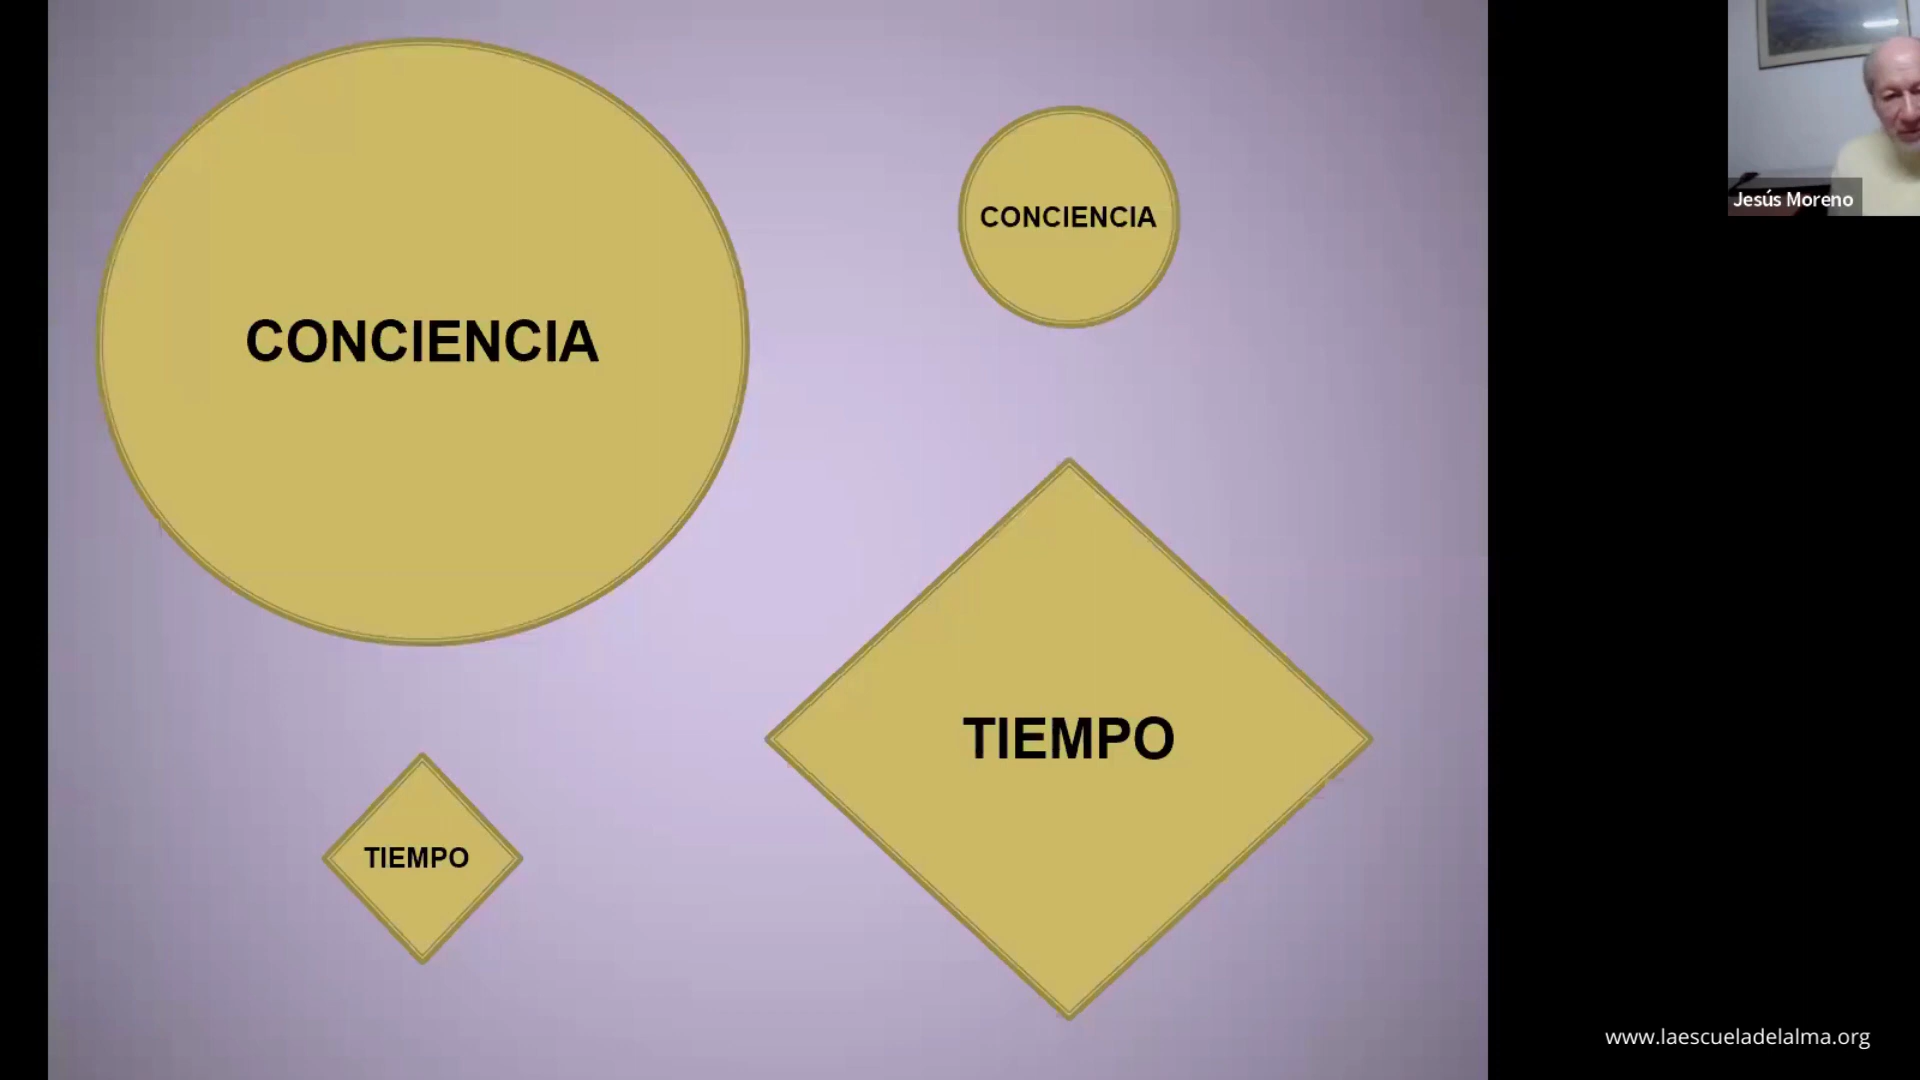 CONCIENCIA
CONCIENCIA
TIEMPO
TIEMPO
Jesús Moreno
www.laescueladelalma.org